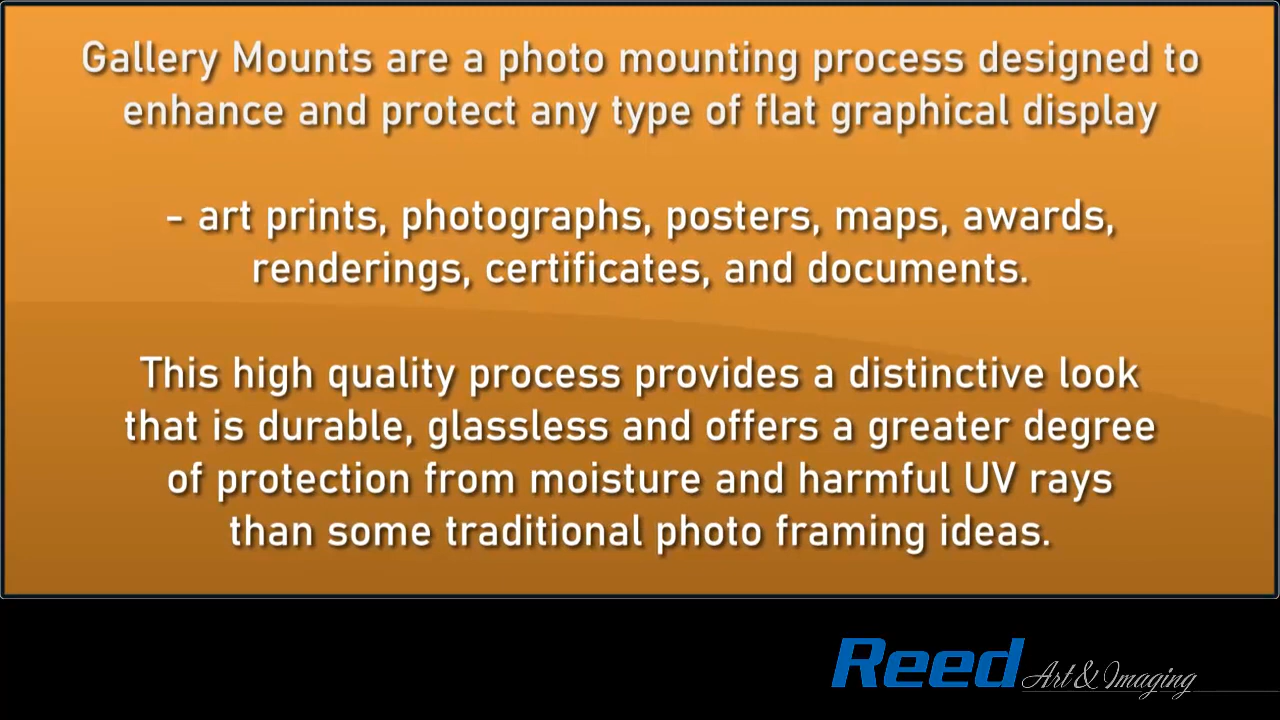 Gallery Mounts are a photo mounting process designed to
enhance and protect any type of flat graphical display
- art prints, photographs, posters, maps, awards,
renderings, certificates, and documents.
This high quality process provides a distinctive look
that is durable, glassless and offers a greater degree
of protection from moisture and harmful UV rays
than some traditional photo framing ideas.
Reed Art & Imaging